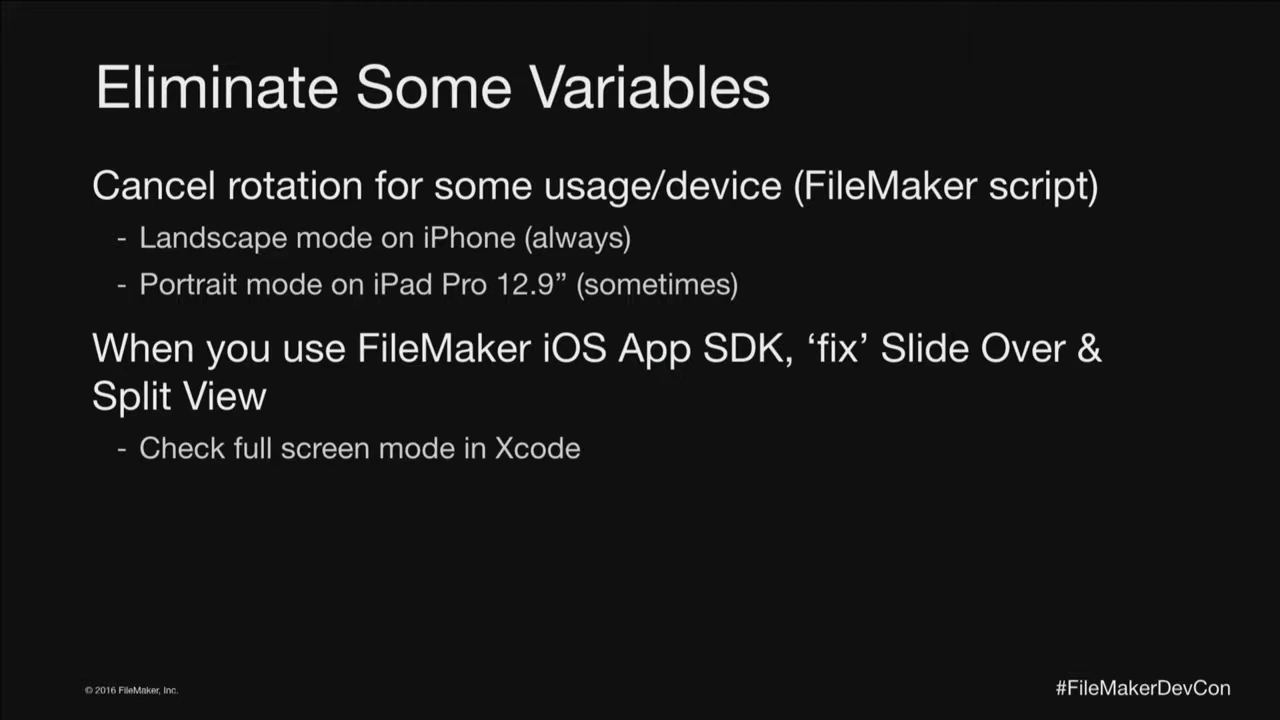 Eliminate Some Variables
Cancel rotation for some usage/device (FileMaker script)
- Landscape mode on iPhone (always)
- Portrait mode on iPad Pro 12.9” (sometimes)
When you use FileMaker iOS App SDK, ‘fix’ Slide Over &
Split View
- Check full screen mode in Xcode
© 2016 FileMaker, Inc.
#FileMakerDevCon